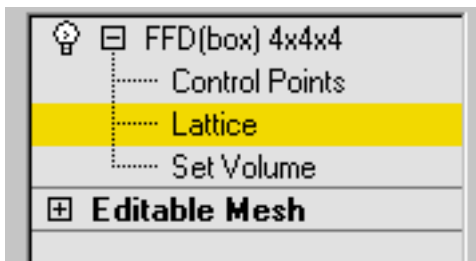 FFD(box) 4x4x4
Control Points
Lattice
Set Volume
Editable Mesh